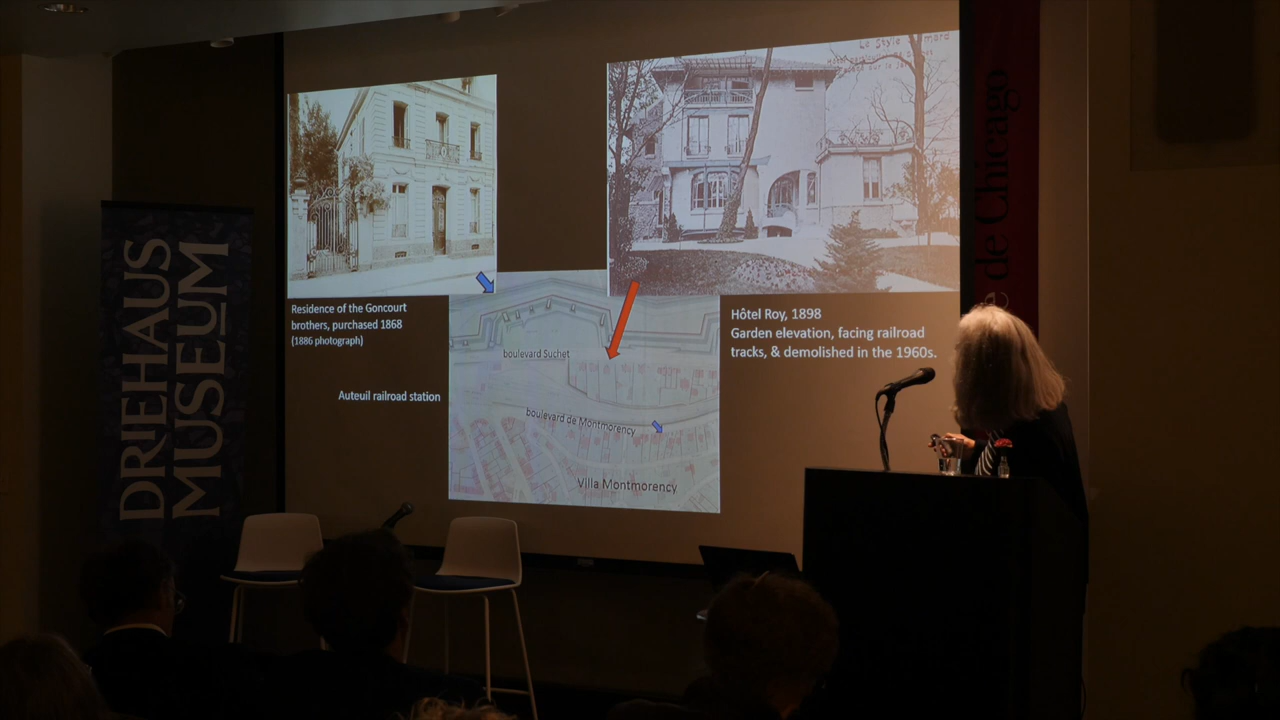 DRIEHAUS
MUSEUM
Residence of the Goncourt
brothers, purchased 1868
(1886 photograph)
Auteuil railroad station
boulevard Suchet
boulevard de Montmorency
Villa Montmorency
Le Style
Hôtel Roy, 1898
Garden elevation, facing railroad
tracks, & demolished in the 1960s.
de Chicago